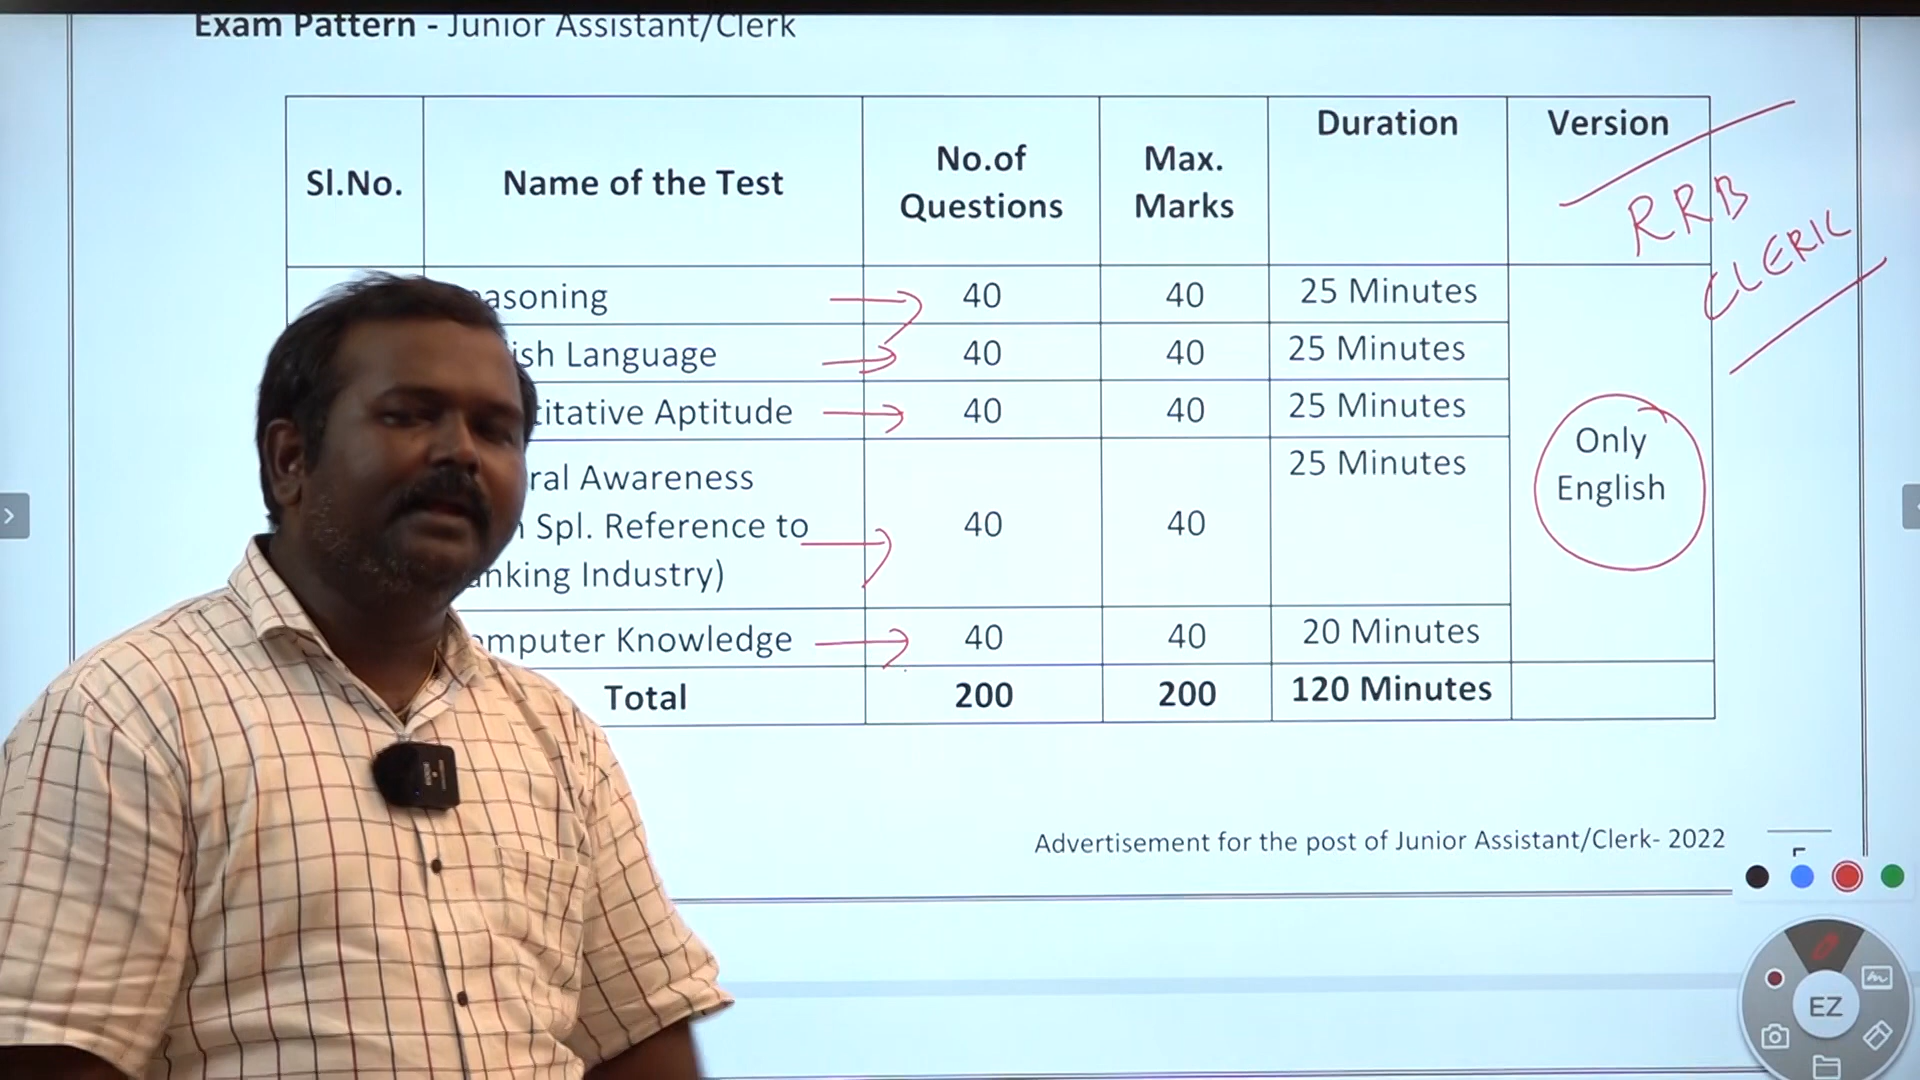 Exam Pattern - Junior Assistant/Clerk
Sl.No.
Name of the Test
No.of
Questions
Max.
Marks
Duration
Version
RRB
CLERK
asoning
40
40
25 Minutes
ish Language
40
40
25 Minutes
titative Aptitude
40
40
25 Minutes
ral Awareness
Spl. Reference to
nking Industry)
40
40
25 Minutes
Only
English
mputer Knowledge
40
40
20 Minutes
Total
200
200
120 Minutes
Advertisement for the post of Junior Assistant/Clerk- 2022
EZ